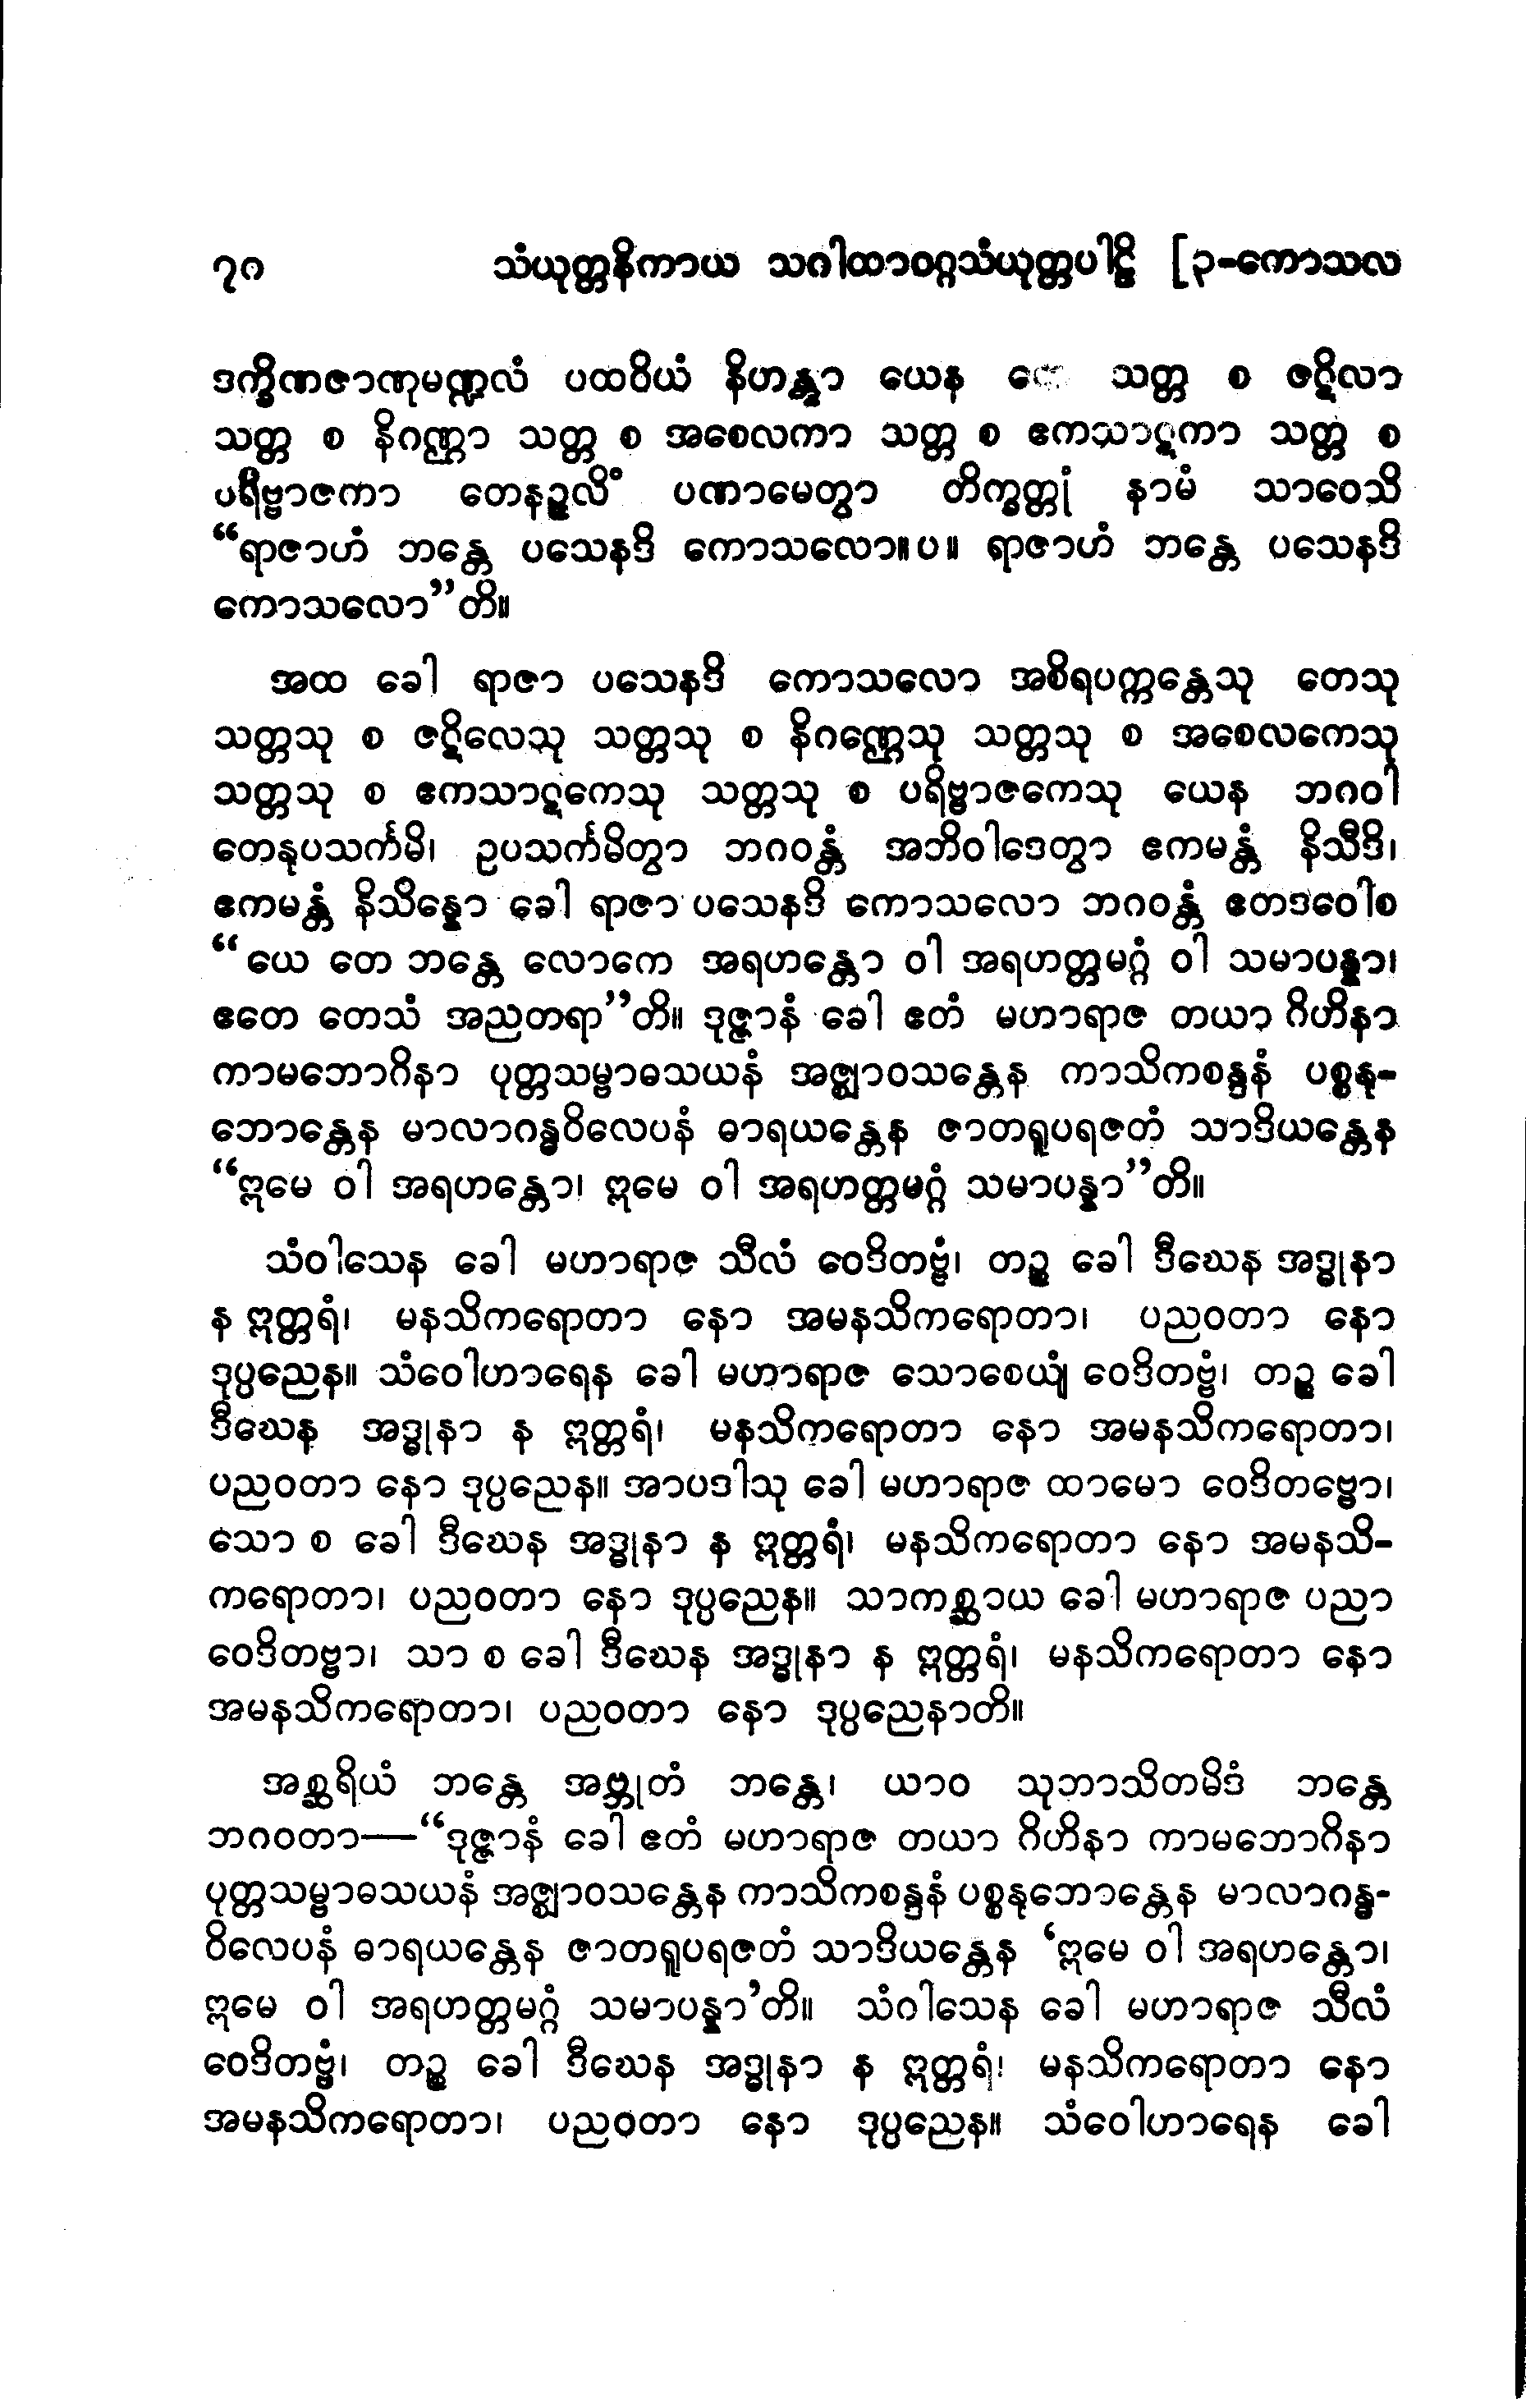 ၇၈ သံယုတ္တနိကာယ သဂါထာဝဂ္ဂသံယုတ္တပါဠိ [၃-ကောသလ
ဒက္ခိဏဇာဏုမဏ္ဍလံ ပထဝိယံ နိဟန္တွာ ယေန သတ္တ စ ဇဋိလာ
သတ္တ စ နိဂဏ္ဌာ သတ္တ စ အစေလကာ သတ္တ စ ဧကသာဋကာ သတ္တ စ
ပရိဗ္ဗာဇကာ တေနဉ္ဇလိံ ပဏာမေတွာ တိက္ခတ္တုံ နာမံ သာဝေသိ
“ရာဇာဟံ ဘန္တေ ပသေနဒိ ကောသလော။ပ။ ရာဇာဟံ ဘန္တေ ပသေနဒိ
ကောသလော”တိ။
အထ ခေါ ရာဇာ ပသေနဒိ ကောသလော အစိရပက္ကန္တေသု တေသု
သတ္တသု စ ဇဋိလေသု သတ္တသု စ နိဂဏ္ဌေသု သတ္တသု စ အစေလကေသု
သတ္တသု စ ဧကသာဋကေသု သတ္တသု စ ပရိဗ္ဗာဇကေသု ယေန ဘဂဝါ
တေနုပသင်္ကမိ၊ ဥပသင်္ကမိတွာ ဘဂဝန္တံ အဘိဝါဒေတွာ ဧကမန္တံ နိသီဒိ၊
ဧကမန္တံ နိသိန္နော ခေါ ရာဇာ ပသေနဒိ ကောသလော ဘဂဝန္တံ ဧတဒဝေါစ
“ယေ တေ ဘန္တေ လောကေ အရဟန္တော ဝါ အရဟတ္တမဂ္ဂံ ဝါ သမာပန္နာ၊
ဧတေ တေသံ အညတရာ”တိ။ ဒုဇ္ဇာနံ ခေါ ဧတံ မဟာရာဇ တယာ ဂိဟိနာ
ကာမဘောဂိနာ ပုတ္တသမ္ဗာဓသယနံ အဇ္ဈာဝသန္တေန ကာသိကစန္ဒနံ ပစ္စနု-
ဘောန္တေန မာလာဂန္ဓဝိလေပနံ ဓာရယန္တေန ဇာတရူပရဇတံ သာဒိယန္တေန
“ဣမေ ဝါ အရဟန္တော၊ ဣမေ ဝါ အရဟတ္တမဂ္ဂံ သမာပန္နာ”တိ။
သံဝါသေန ခေါ မဟာရာဇ သီလံ ဝေဒိတဗ္ဗံ၊ တဉ္စ ခေါ ဒီဃေန အဒ္ဓုနာ
န ဣတ္တရံ၊ မနသိကရောတာ နော အမနသိကရောတာ၊ ပညဝတာ နော
ဒုပ္ပညေန။ သံဝေါဟာရေန ခေါ မဟာရာဇ သောစေယျံ ဝေဒိတဗ္ဗံ၊ တဉ္စ ခေါ
ဒီဃေန အဒ္ဓုနာ န ဣတ္တရံ၊ မနသိကရောတာ နော အမနသိကရောတာ၊
ပညဝတာ နော ဒုပ္ပညေန။ အာပဒါသု ခေါ မဟာရာဇ ထာမော ဝေဒိတဗ္ဗော၊
သော စ ခေါ ဒီဃေန အဒ္ဓုနာ န ဣတ္တရံ၊ မနသိကရောတာ နော အမနသိ-
ကရောတာ၊ ပညဝတာ နော ဒုပ္ပညေန။ သာကစ္ဆာယ ခေါ မဟာရာဇ ပညာ
ဝေဒိတဗ္ဗာ၊ သာ စ ခေါ ဒီဃေန အဒ္ဓုနာ န ဣတ္တရံ၊ မနသိကရောတာ နော
အမနသိကရောတာ၊ ပညဝတာ နော ဒုပ္ပညေနာတိ။
အစ္ဆရိယံ ဘန္တေ အဗ္ဘုတံ ဘန္တေ၊ ယာဝ သုဘာသိတမိဒံ ဘန္တေ
ဘဂဝတာ—“ဒုဇ္ဇာနံ ခေါ ဧတံ မဟာရာဇ တယာ ဂိဟိနာ ကာမဘောဂိနာ
ပုတ္တသမ္ဗာဓသယနံ အဇ္ဈာဝသန္တေန ကာသိကစန္ဒနံ ပစ္စနုဘောန္တေန မာလာဂန္ဓ-
ဝိလေပနံ ဓာရယန္တေန ဇာတရူပရဇတံ သာဒိယန္တေန ‘ဣမေ ဝါ အရဟန္တော၊
ဣမေ ဝါ အရဟတ္တမဂ္ဂံ သမာပန္နာ’တိ။ သံဂါသေန ခေါ မဟာရာဇ သီလံ
ဝေဒိတဗ္ဗံ၊ တဉ္စ ခေါ ဒီဃေန အဒ္ဓုနာ န ဣတ္တရံ၊ မနသိကရောတာ နော
အမနသိကရောတာ၊ ပညဝတာ နော ဒုပ္ပညေန။ သံဝေါဟာရေန ခေါ